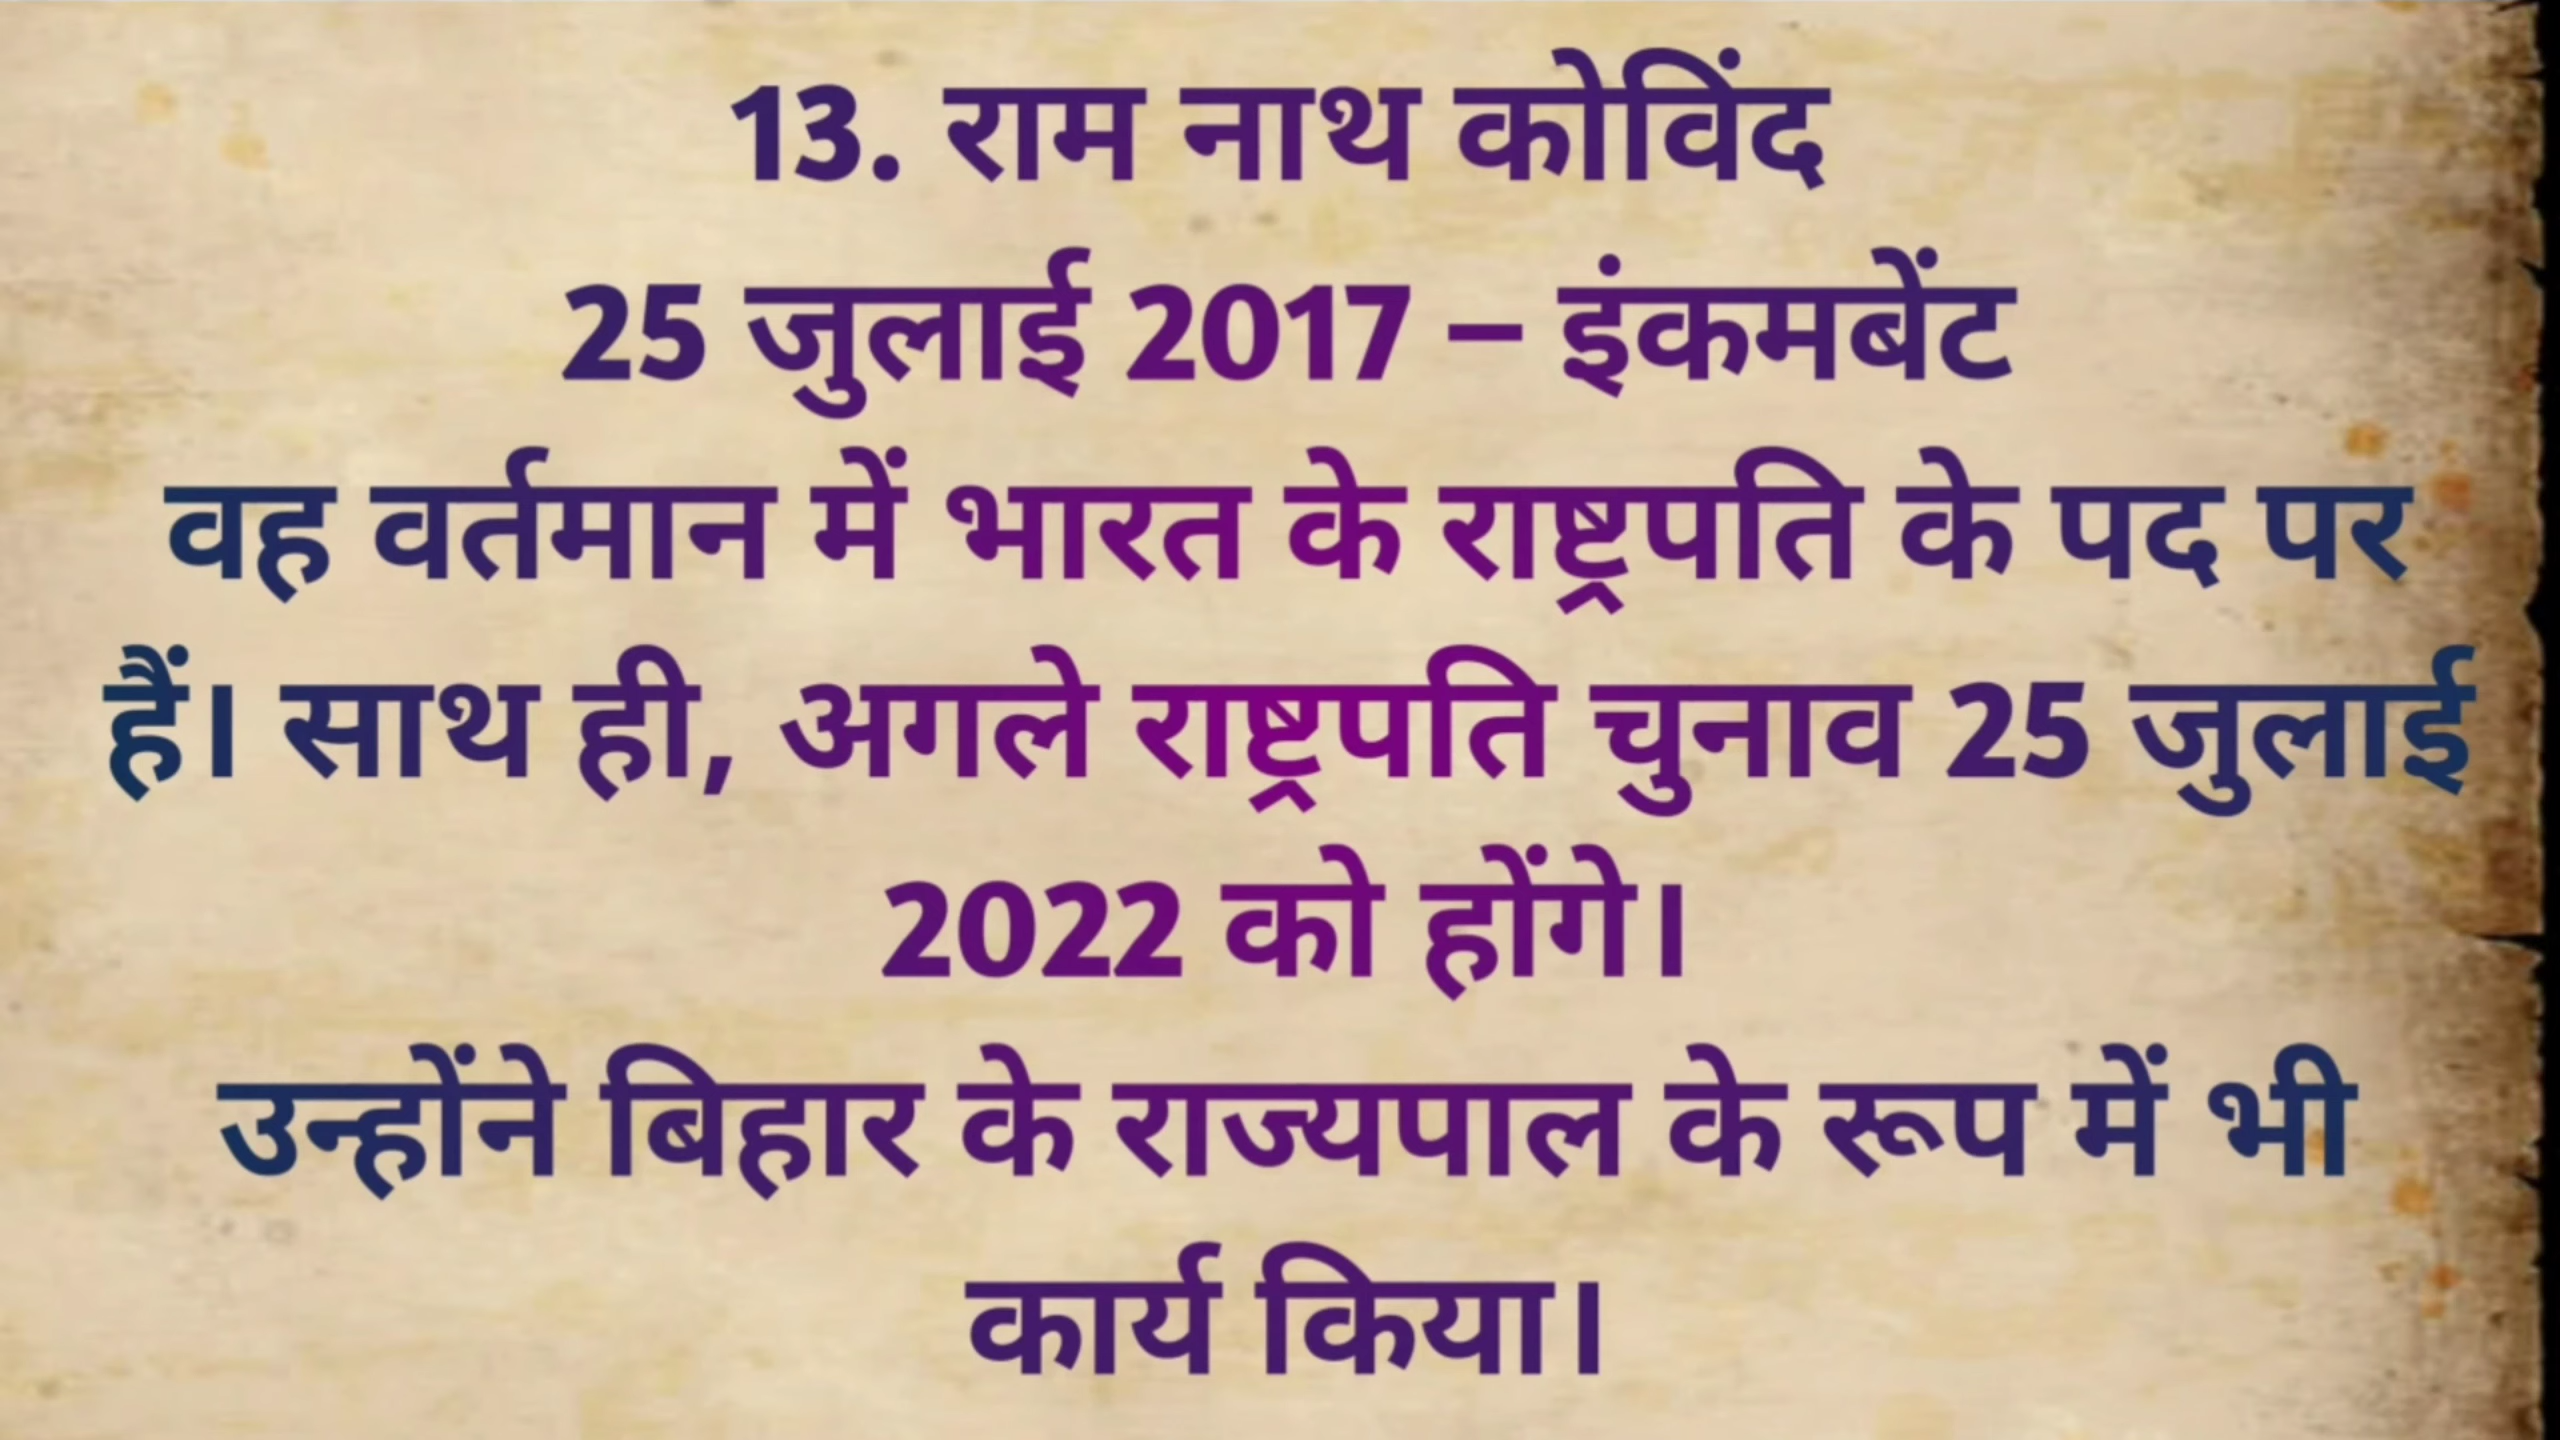 13. राम नाथ कोविंद
25 जुलाई 2017 – इंकमबेंट
वह वर्तमान में भारत के राष्ट्रपति के पद पर
हैं। साथ ही, अगले राष्ट्रपति चुनाव 25 जुलाई
2022 को होंगे।
उन्होंने बिहार के राज्यपाल के रूप में भी
कार्य किया।